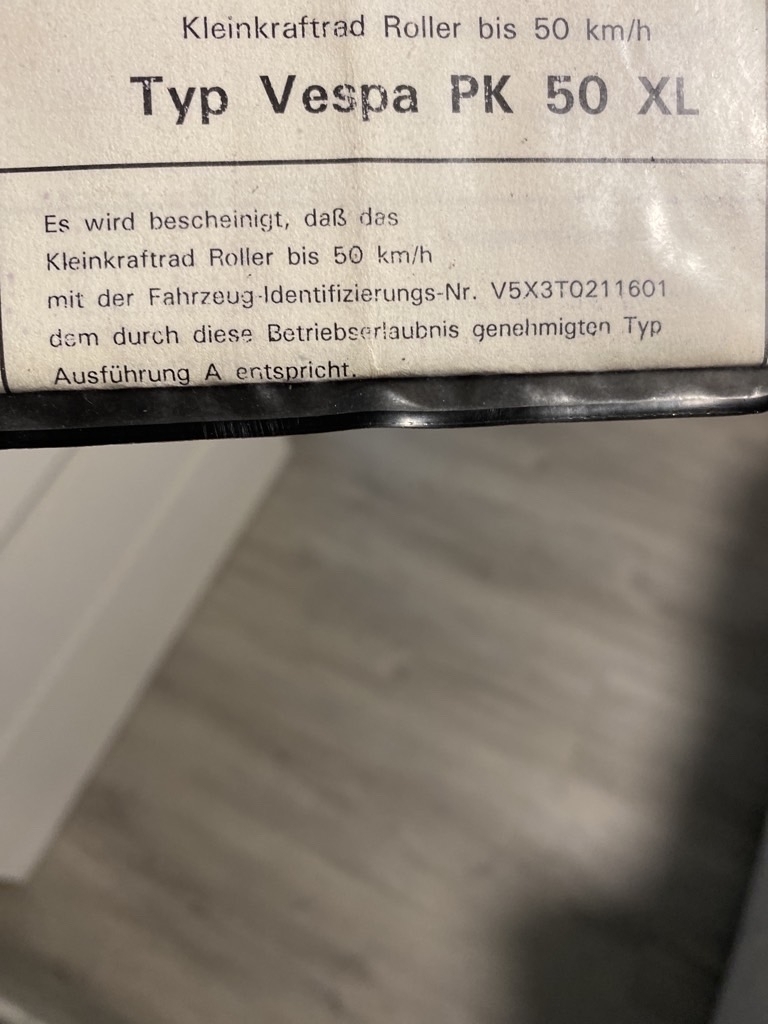 Kleinkraftrad Roller bis 50 km/h
Typ Vespa PK 50 XL
Es wird bescheinigt, daß das
Kleinkraftrad Roller bis 50 km/h
mit der Fahrzeug-Identifizierungs-Nr. V5X3T0211601
dem durch diese Betriebserlaubnis genehmigten Typ
Ausführung A entspricht.